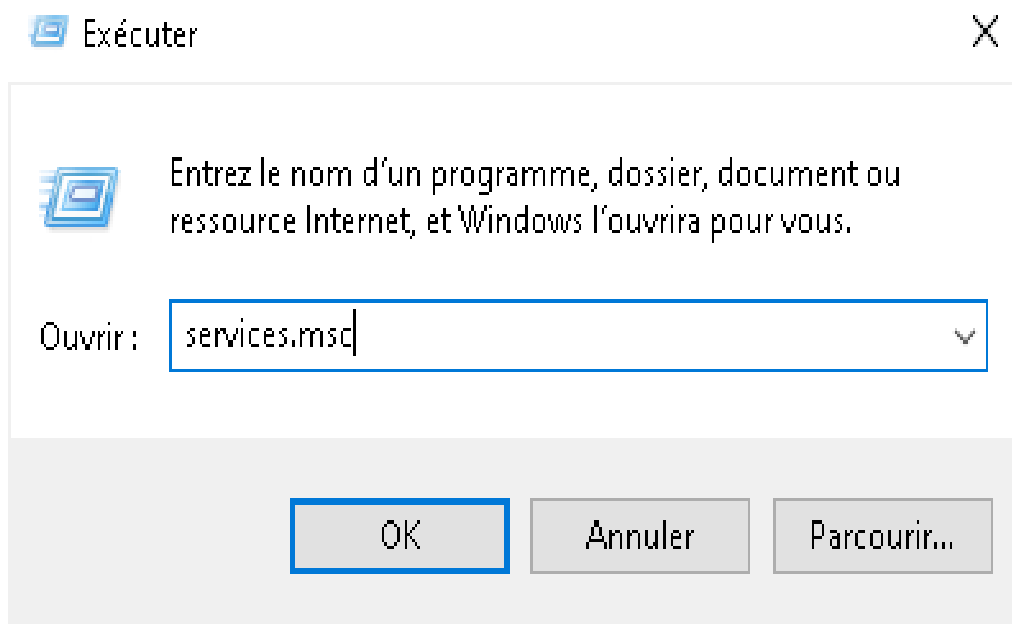 Exécuter
Entrez le nom d'un programme, dossier, document ou
ressource Internet, et Windows l'ouvrira pour vous.
Ouvrir :
services.msc
OK
Annuler
Parcourir...